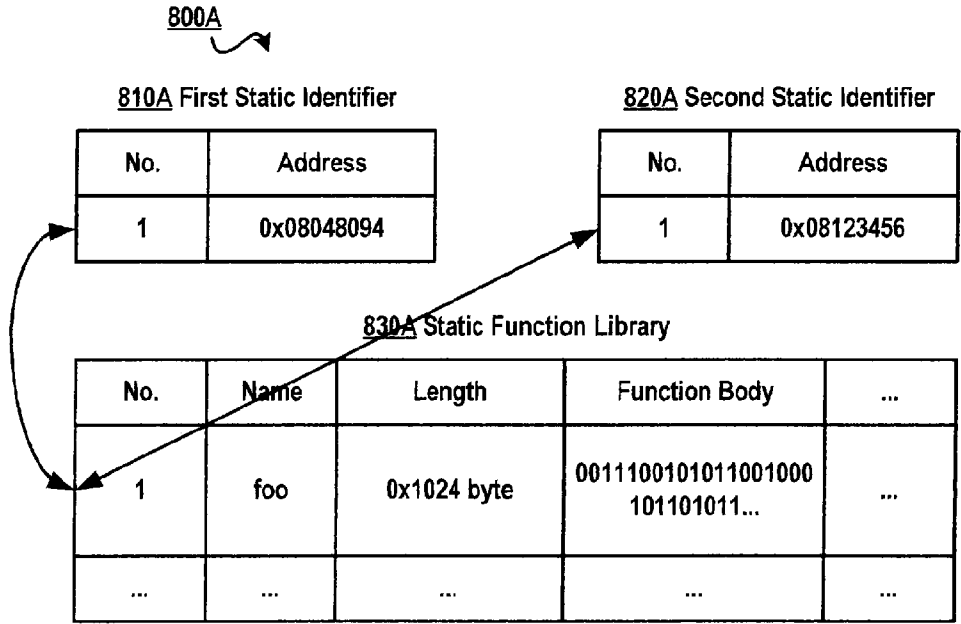 800A
810A First Static Identifier
820A Second Static Identifier
No. Address
No. Address
1 0x08048094
1 0x08123456
830A Static Function Library
No. Name Length Function Body ...
1 foo 0x1024 byte 0011100101011001000
101101011... ...
... ... ... ... ...